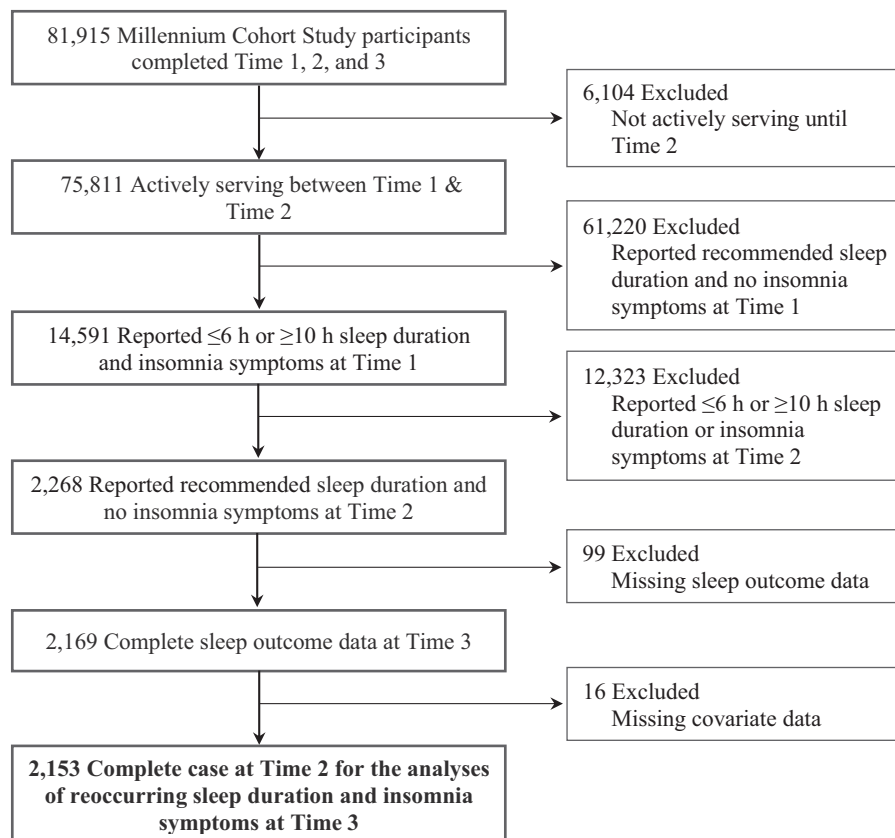 81,915 Millennium Cohort Study participants
completed Time 1, 2, and 3
6,104 Excluded
Not actively serving until
Time 2
75,811 Actively serving between Time 1 &
Time 2
61,220 Excluded
Reported recommended sleep
duration and no insomnia
symptoms at Time 1
14,591 Reported ≤6 h or ≥10 h sleep duration
and insomnia symptoms at Time 1
12,323 Excluded
Reported ≤6 h or ≥10 h sleep
duration or insomnia
symptoms at Time 2
2,268 Reported recommended sleep duration and
no insomnia symptoms at Time 2
99 Excluded
Missing sleep outcome data
2,169 Complete sleep outcome data at Time 3
16 Excluded
Missing covariate data
2,153 Complete case at Time 2 for the analyses
of reoccurring sleep duration and insomnia
symptoms at Time 3